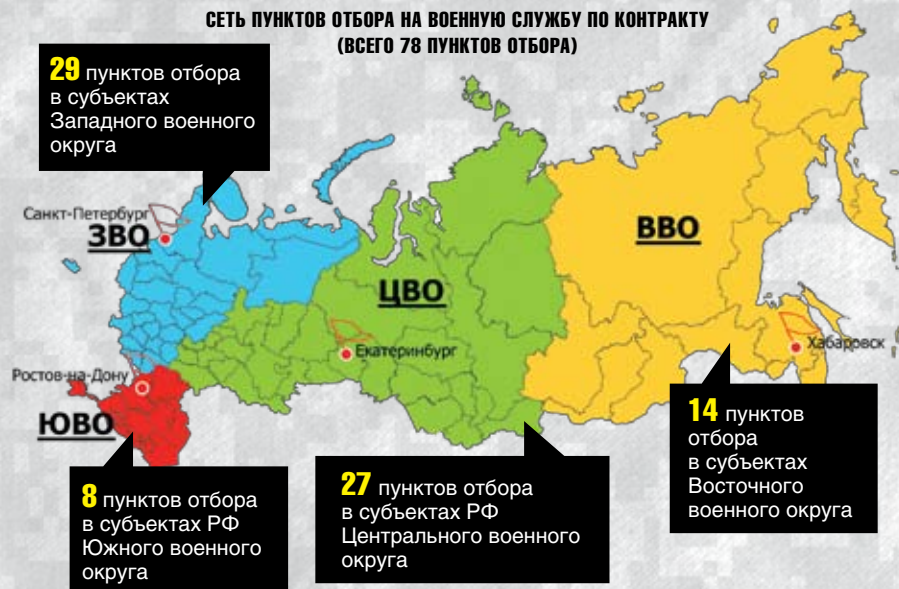 СЕТЬ ПУНКТОВ ОТБОРА НА ВОЕННУЮ СЛУЖБУ ПО КОНТРАКТУ
(ВСЕГО 78 ПУНКТОВ ОТБОРА)
29 пунктов отбора
в субъектах
Западного военного
округа
Санкт-Петербург
ЗВО
ВВО
ЦВО
Екатеринбург
Хабаровск
Ростов-на-Дону
ЮВО
8 пунктов отбора
в субъектах РФ
Южного военного
округа
27 пунктов отбора
в субъектах РФ
Центрального военного
округа
14 пунктов
отбора
в субъектах
Восточного
военного округа